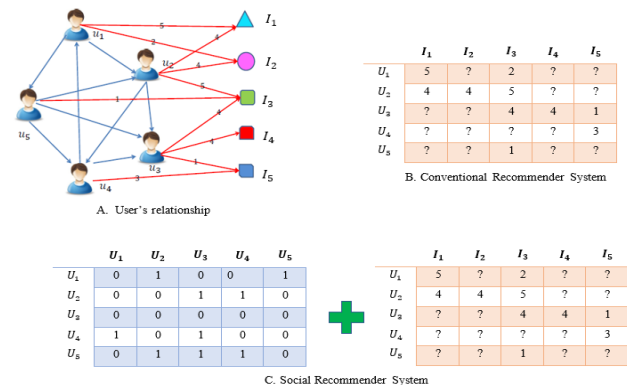 5
I1
u1
2
4
u2
4
I2
5
1
I3
u5
4
4
I4
u3
1
3
I5
u4
A. User's relationship
I1 I2 I3 I4 I5
U1 5 ? 2 ? ?
U2 4 4 5 ? ?
U3 ? ? 4 4 1
U4 ? ? ? ? 3
U5 ? ? 1 ? ?
B. Conventional Recommender System
U1 U2 U3 U4 U5
U1 0 1 0 0 1
U2 0 0 1 1 0
U3 0 0 0 0 0
U4 1 0 1 0 0
U5 0 1 1 1 0
I1 I2 I3 I4 I5
U1 5 ? 2 ? ?
U2 4 4 5 ? ?
U3 ? ? 4 4 1
U4 ? ? ? ? 3
U5 ? ? 1 ? ?
C. Social Recommender System